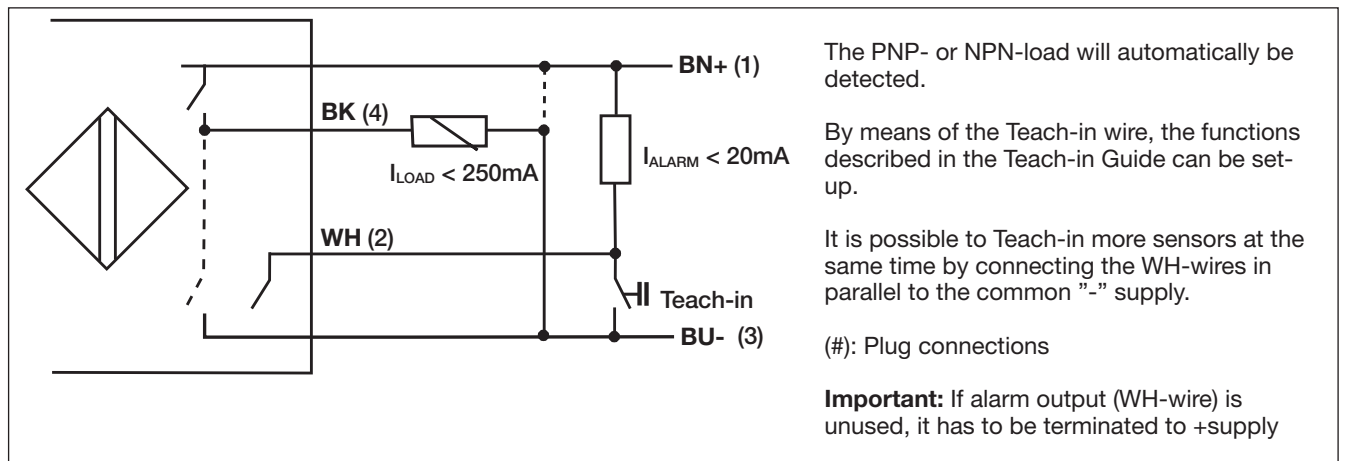 BN+ (1)
BK (4)
I_LOAD < 250mA
I_ALARM < 20mA
WH (2)
Teach-in
BU- (3)
The PNP- or NPN-load will automatically be
detected.
By means of the Teach-in wire, the functions
described in the Teach-in Guide can be set-
up.
It is possible to Teach-in more sensors at the
same time by connecting the WH-wires in
parallel to the common ”-” supply.
(#): Plug connections
Important: If alarm output (WH-wire) is
unused, it has to be terminated to +supply